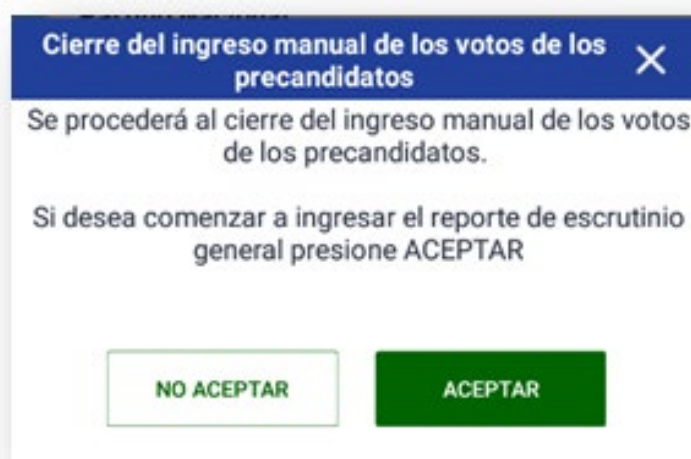 Cierre del ingreso manual de los votos de los
precandidatos
Se procederá al cierre del ingreso manual de los votos
de los precandidatos.
Si desea comenzar a ingresar el reporte de escrutinio
general presione ACEPTAR
NO ACEPTAR
ACEPTAR